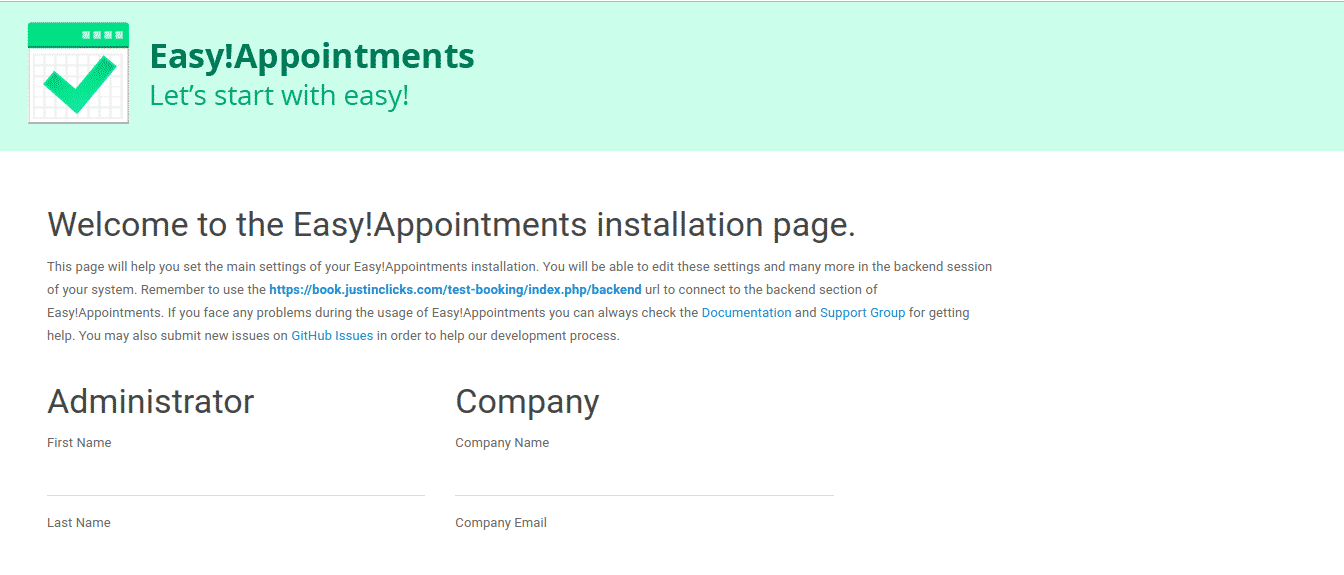 Easy!Appointments
Let's start with easy!
Welcome to the Easy!Appointments installation page.
This page will help you set the main settings of your Easy!Appointments installation. You will be able to edit these settings and many more in the backend session
of your system. Remember to use the https://book.justinclicks.com/test-booking/index.php/backend url to connect to the backend section of
Easy!Appointments. If you face any problems during the usage of Easy!Appointments you can always check the Documentation and Support Group for getting
help. You may also submit new issues on GitHub Issues in order to help our development process.
Administrator
First Name
Last Name
Company
Company Name
Company Email